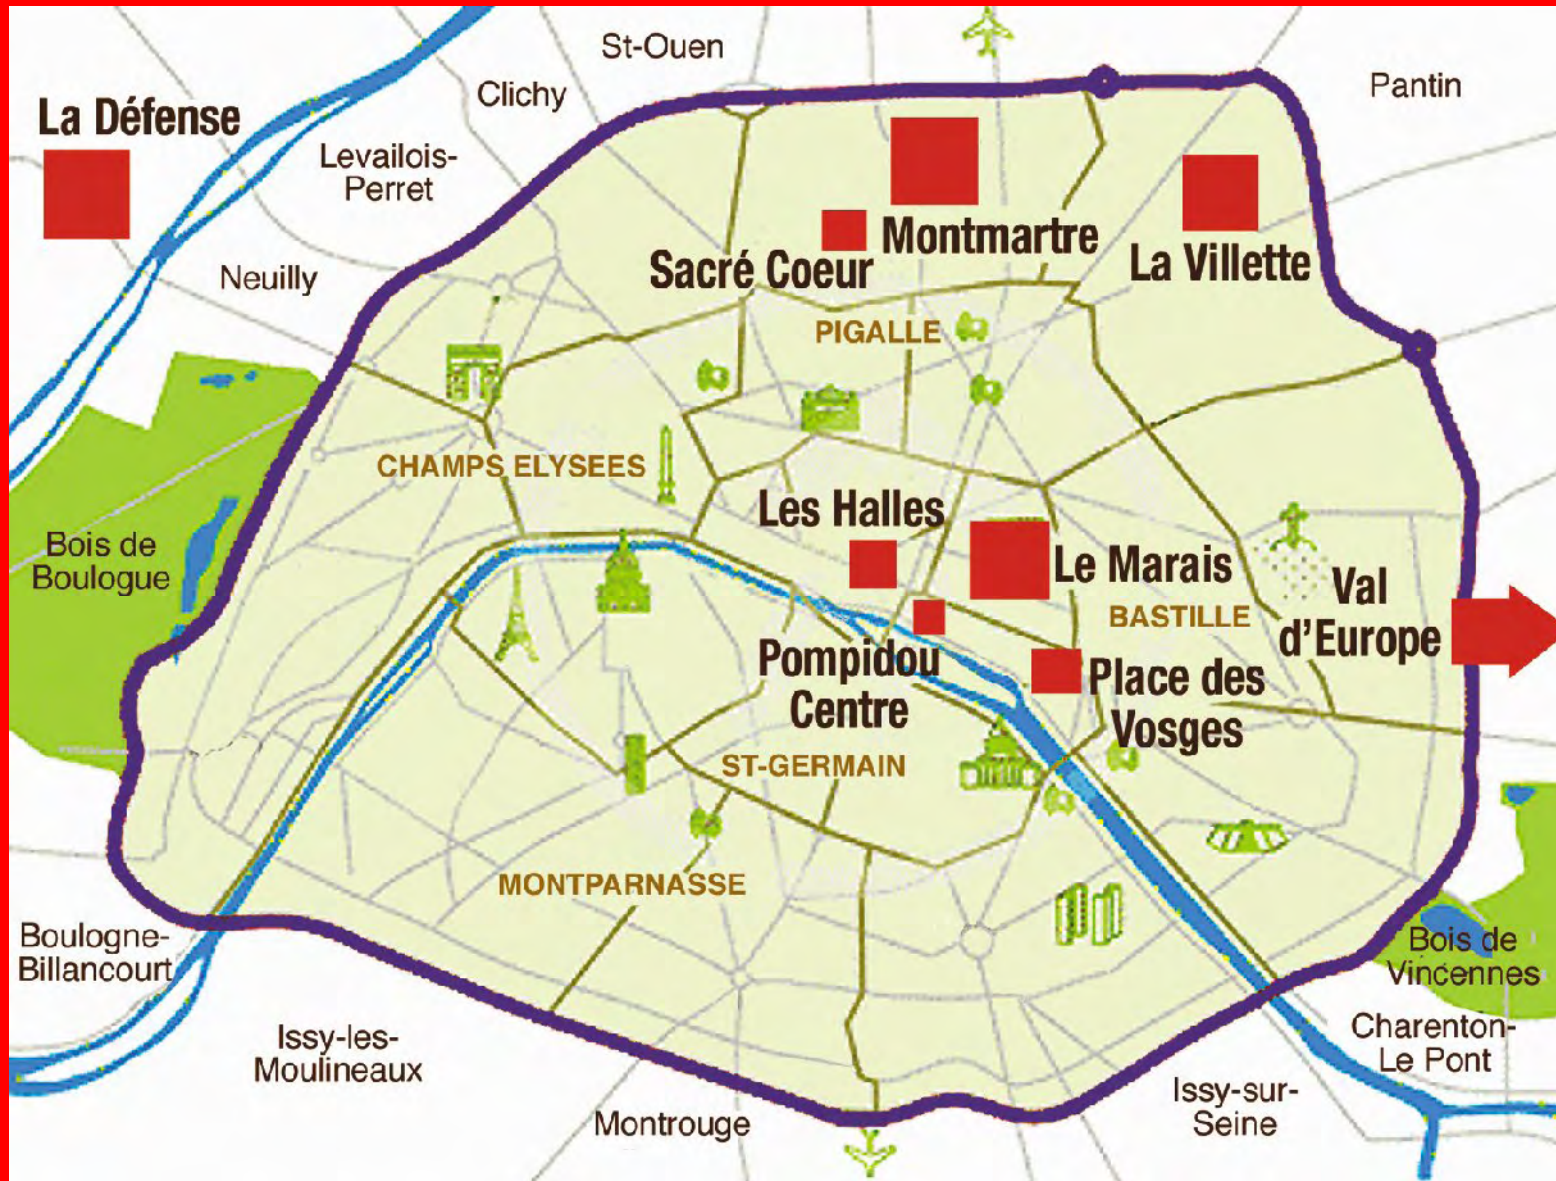 St-Ouen
Clichy
Pantin
La Défense
Levailois-
Perret
Neuilly
Montmartre
Sacré Coeur
La Villette
PIGALLE
CHAMPS ELYSEES
Les Halles
Bois de
Boulogue
Le Marais
BASTILLE
Val
d'Europe
Pompidou
Centre
Place des
Vosges
ST-GERMAIN
MONTPARNASSE
Boulogne-
Billancourt
Bois de
Vincennes
Issy-les-
Moulineaux
Charenton-
Le Pont
Issy-sur-
Seine
Montrouge